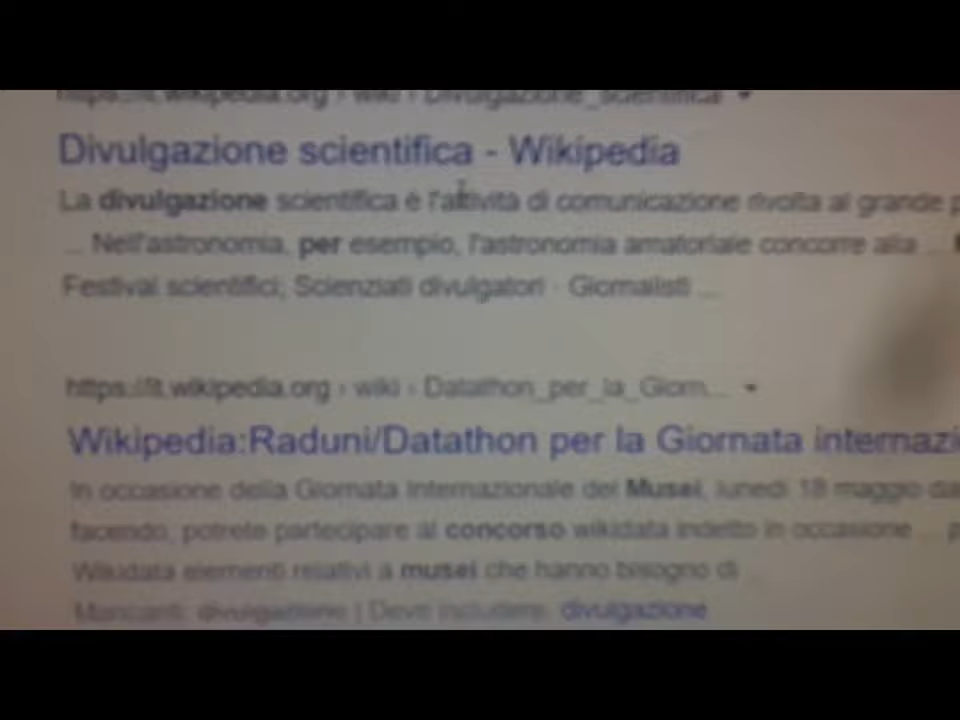 https://it.wikipedia.org › wiki › Divulgazione_scientifica
Divulgazione scientifica - Wikipedia
La divulgazione scientifica è l'attività di comunicazione rivolta al grande
... Nell'astronomia, per esempio, l'astronomia amatoriale concorre alla ...
Festival scientifici; Scienziati divulgatori · Giornalisti ...
https://it.wikipedia.org › wiki › Datathon_per_la_Giorn...
Wikipedia:Raduni/Datathon per la Giornata internazi
In occasione della Giornata Internazionale dei Musei, lunedì 18 maggio
facendo, potrete partecipare al concorso wikidata indetto in occasione ...
Wikidata elementi relativi a musei che hanno bisogno di
Mancanti: divulgazione | Deve includere: divulgazione